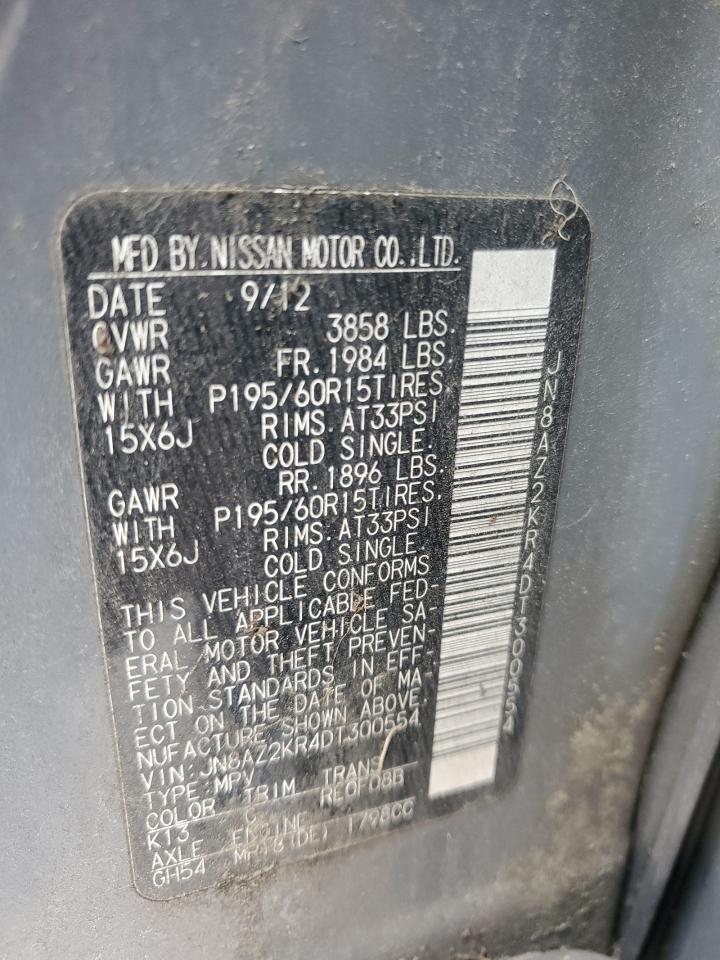 MFD BY.NISSAN MOTOR CO.,LTD.
DATE 9/12
GVWR 3858 LBS.
GAWR FR.1984 LBS.
WITH P195/60R15TIRES.
15X6J RIMS.AT33PSI
COLD SINGLE.
GAWR RR.1896 LBS.
WITH P195/60R15TIRES.
15X6J RIMS.AT33PSI
COLD SINGLE.
THIS VEHICLE CONFORMS
TO ALL APPLICABLE FED-
ERAL MOTOR VEHICLE SA-
FETY AND THEFT PREVEN-
TION STANDARDS IN EFF-
ECT ON THE DATE OF MA-
NUFACTURE SHOWN ABOVE.
VIN:JN8AZ2KR4DT300554
TYPE:MPV
COLOR TRIM TRANS
K13 RE0F08B
AXLE ENGINE
GH54 MR18(DE) 1798CC
JN8AZ2KR4DT300554